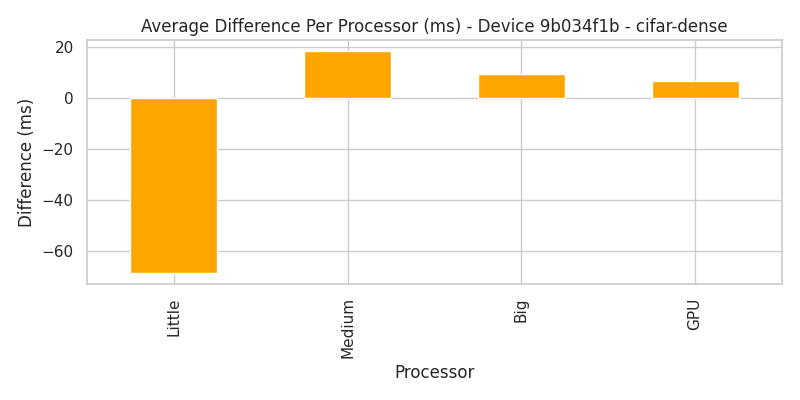 Average Difference Per Processor (ms) - Device 9b034f1b - cifar-dense
Difference (ms)
20
0
−20
−40
−60
Little
Medium
Big
GPU
Processor